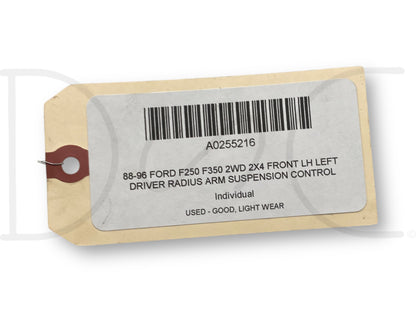 A0255216
88-96 FORD F250 F350 2WD 2X4 FRONT LH LEFT
DRIVER RADIUS ARM SUSPENSION CONTROL
Individual
USED - GOOD, LIGHT WEAR